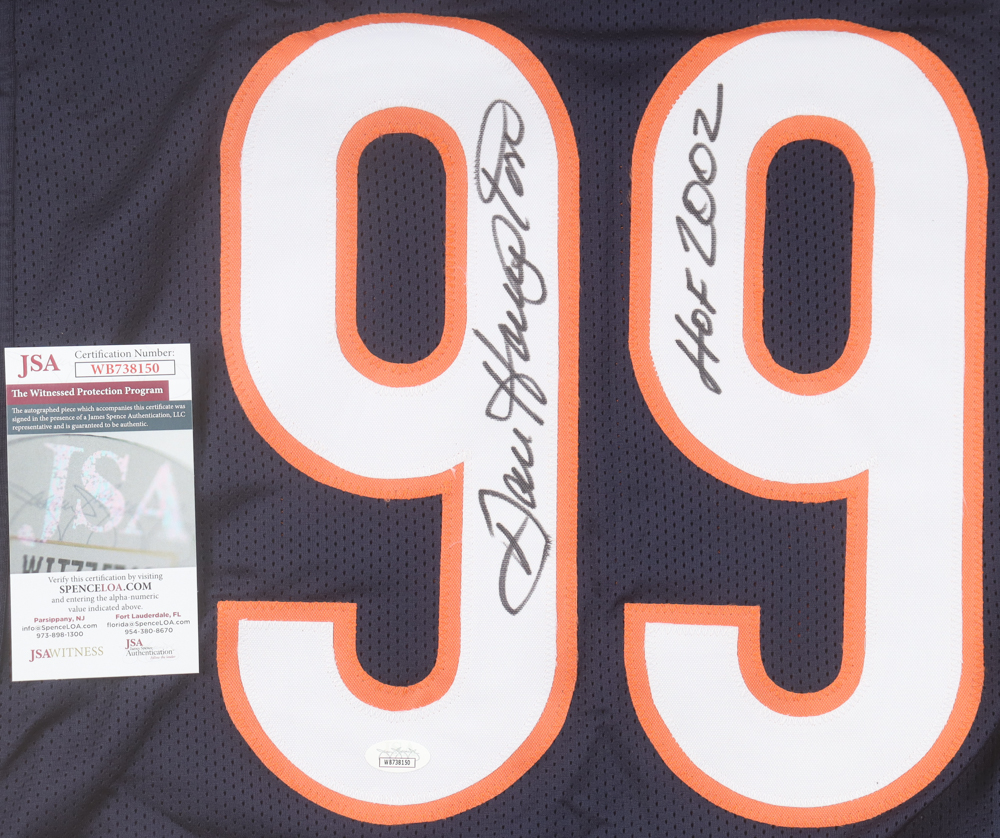 99
Dan Hampton
HOF 2002
JSA
Certification Number:
WB738150
The Witnessed Protection Program
The autographed piece which accompanies this certificate was
signed in the presence of a James Spence Authentication, LLC
representative and is guaranteed to be authentic.
JSA
Verify this certification by visiting
SPENCELOA.COM
and entering the alpha-numeric
value indicated above.
Parsippany, NJ
info@SpenceLOA.com
973-898-1300
Fort Lauderdale, FL
florida@SpenceLOA.com
954-380-8670
JSAWITNESS
JSA
Authentication
WB738150